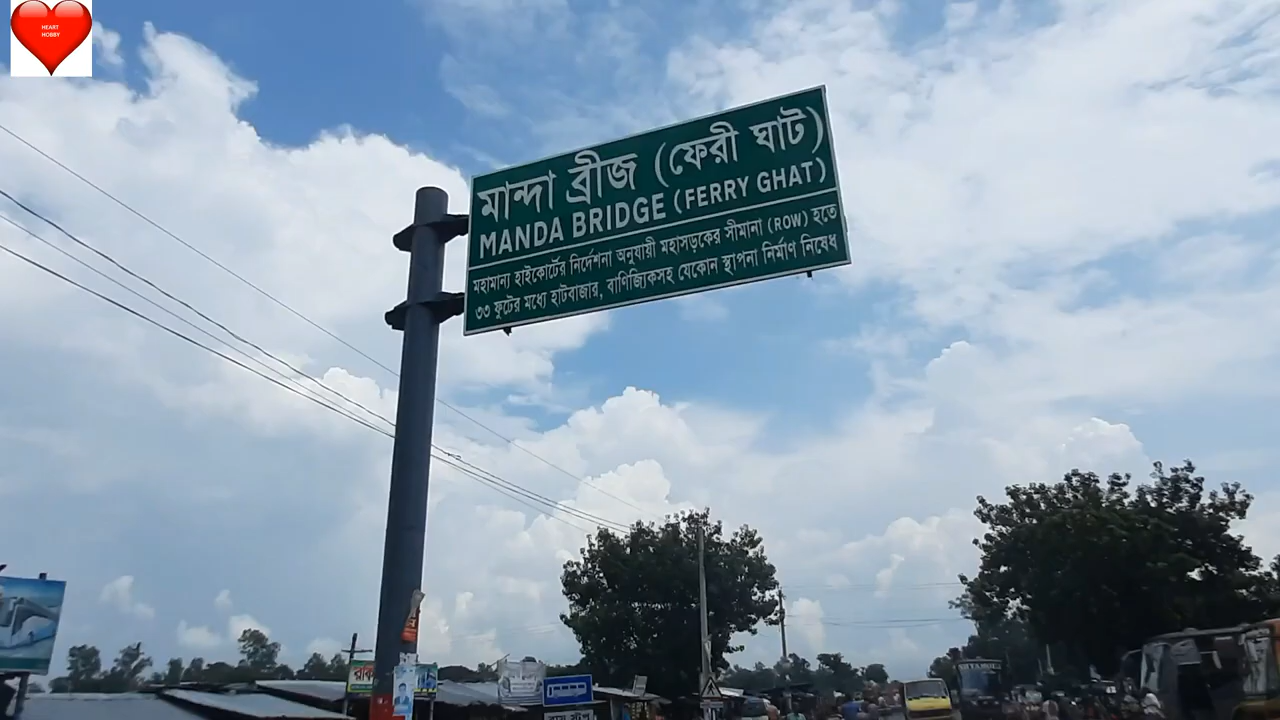 HEART
HOBBY
মান্দা ব্রীজ (ফেরী ঘাট)
MANDA BRIDGE (FERRY GHAT)
মহামান্য হাইকোর্টের নির্দেশনা অনুযায়ী মহাসড়কের সীমানা (ROW) হতে
৩৩ ফুটের মধ্যে হাটবাজার, বাণিজ্যিকসহ যেকোন স্থাপনা নির্মাণ নিষেধ